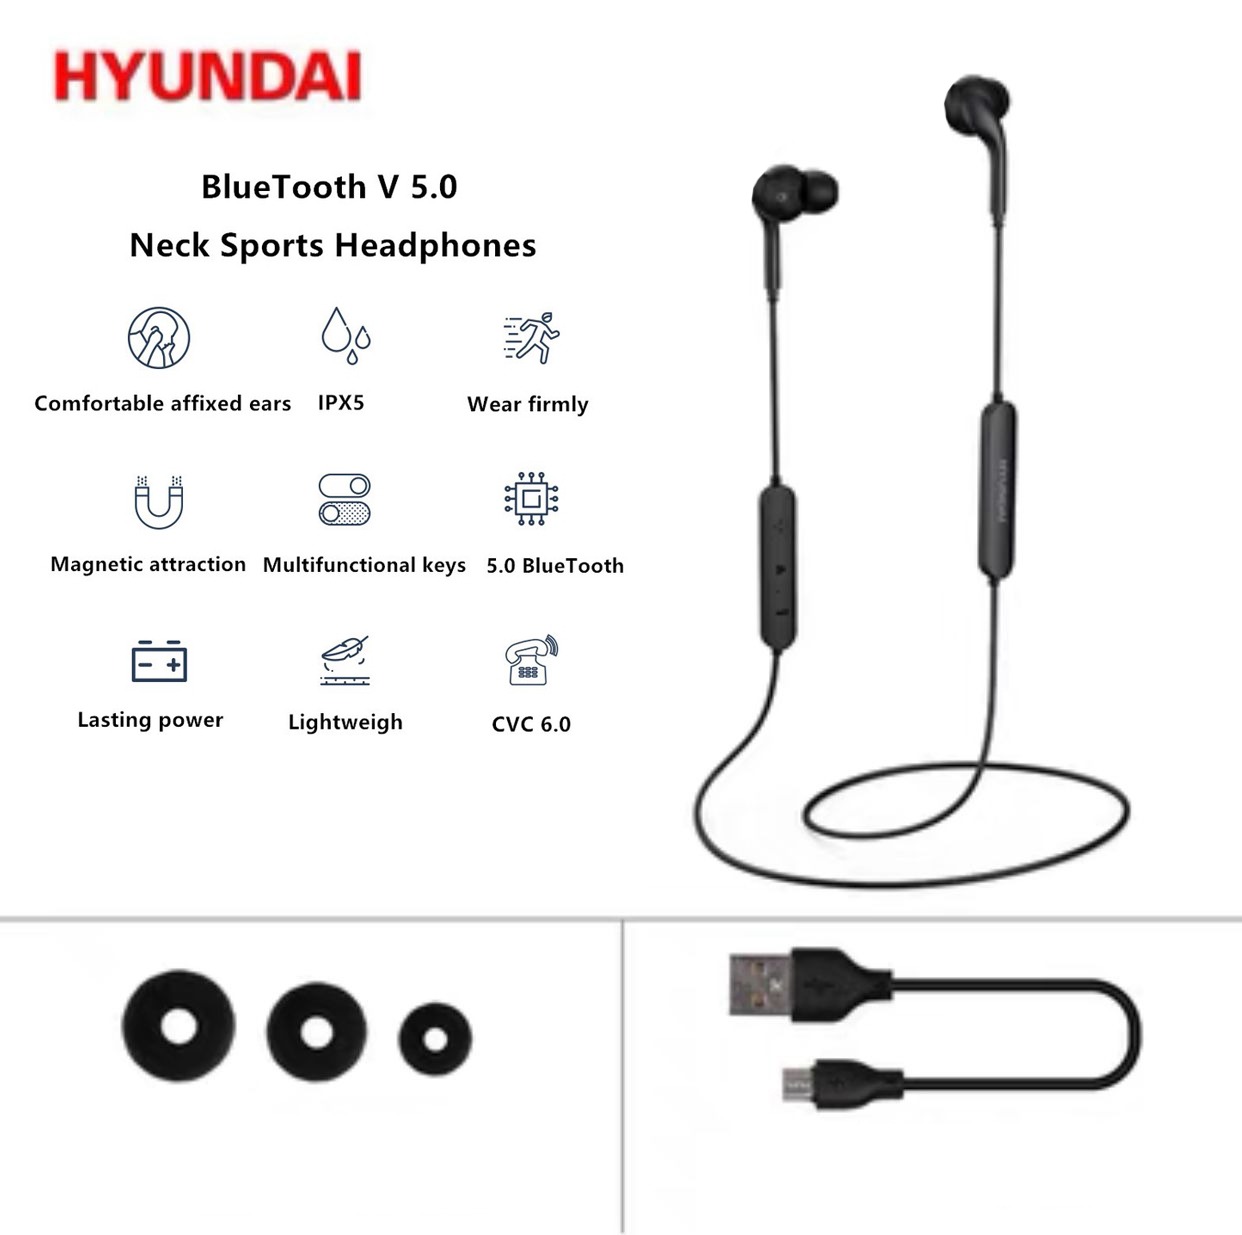 HYUNDAI
BlueTooth V 5.0
Neck Sports Headphones
Comfortable affixed ears
IPX5
Wear firmly
Magnetic attraction
Multifunctional keys
5.0 BlueTooth
Lasting power
Lightweigh
CVC 6.0
HYUNDAI